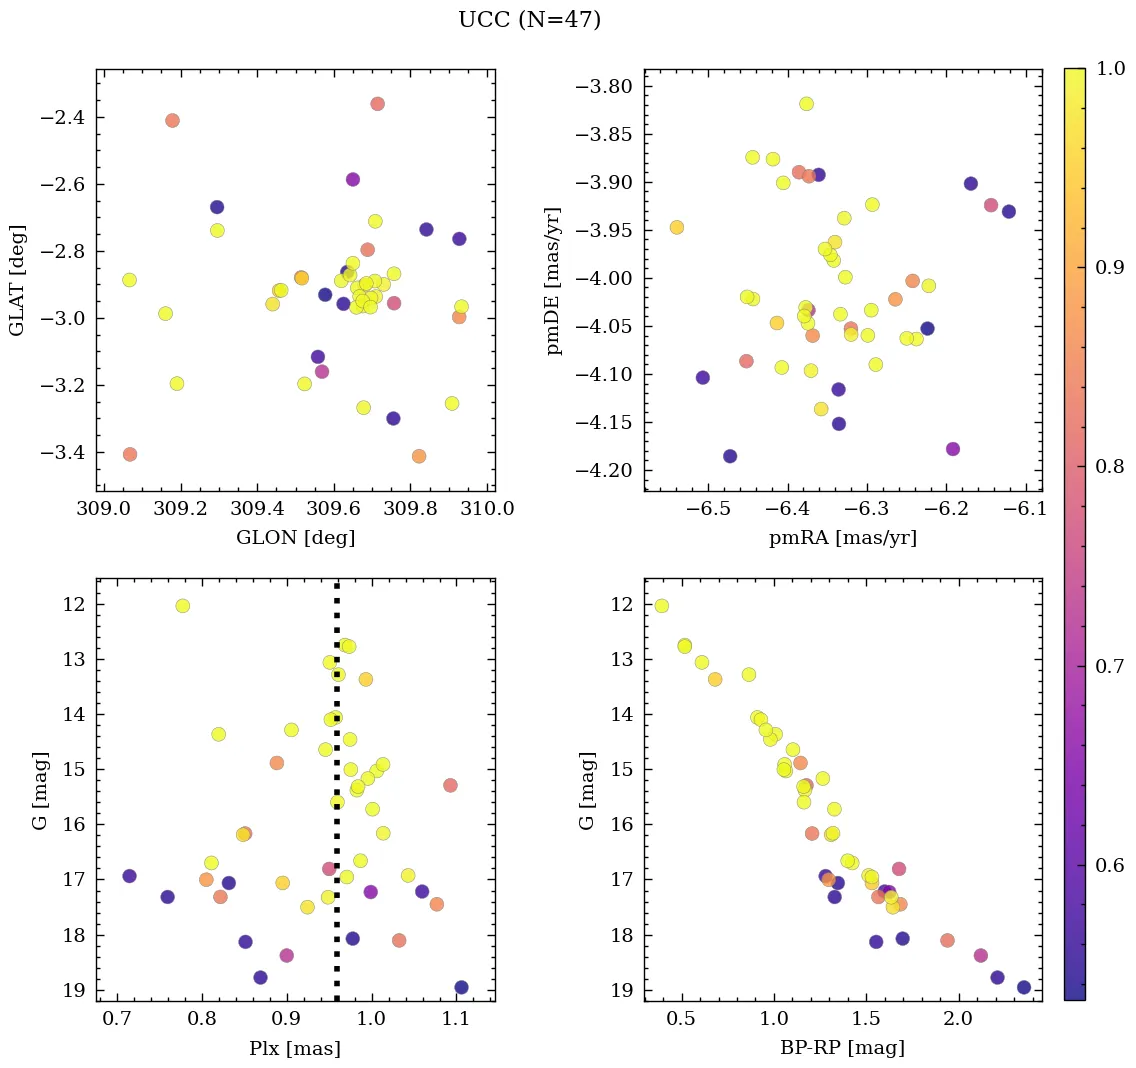 UCC (N=47)
−2.4
−2.6
−2.8
−3.0
−3.2
−3.4
GLAT [deg]
309.0 309.2 309.4 309.6 309.8 310.0
GLON [deg]
−3.80
−3.85
−3.90
−3.95
−4.00
−4.05
−4.10
−4.15
−4.20
pmDE [mas/yr]
−6.5 −6.4 −6.3 −6.2 −6.1
pmRA [mas/yr]
1.0
0.9
0.8
0.7
0.6
12
13
14
15
16
17
18
19
G [mag]
0.7 0.8 0.9 1.0 1.1
Plx [mas]
12
13
14
15
16
17
18
19
G [mag]
0.5 1.0 1.5 2.0
BP-RP [mag]